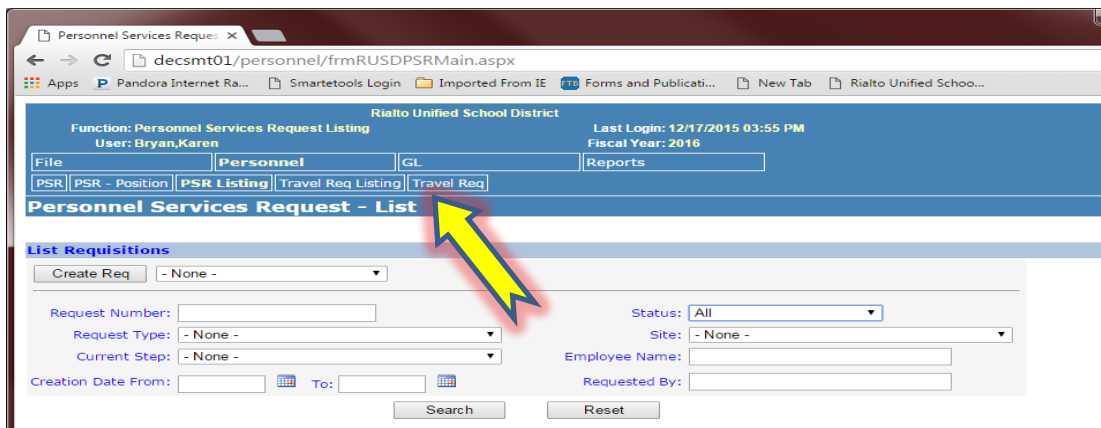 Personnel Services Reques
decsmt01/personnel/frmRUSDPSRMain.aspx
Apps Pandora Internet Ra... Smartetools Login Imported From IE FTB Forms and Publicati... New Tab Rialto Unified Schoo...
Rialto Unified School District
Function: Personnel Services Request Listing Last Login: 12/17/2015 03:55 PM
User: Bryan,Karen Fiscal Year: 2016
File Personnel GL Reports
PSR PSR - Position PSR Listing Travel Req Listing Travel Req
Personnel Services Request - List
List Requisitions
Create Req - None -
Request Number: Status: All
Request Type: - None - Site: - None -
Current Step: - None - Employee Name:
Creation Date From: To: Requested By:
Search Reset